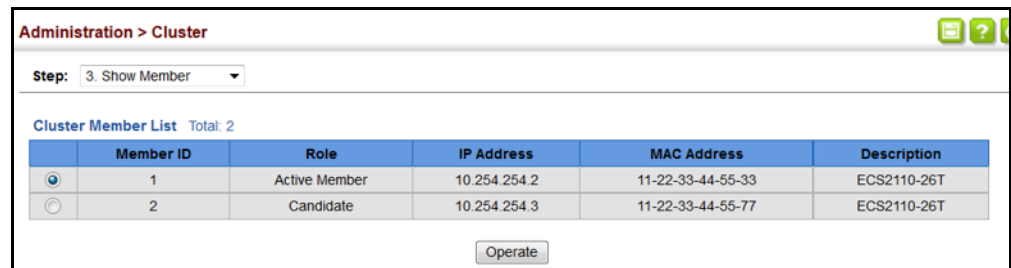 Administration > Cluster
?
Step: 3. Show Member
Cluster Member List Total: 2
Member ID Role IP Address MAC Address Description
1 Active Member 10.254.254.2 11-22-33-44-55-33 ECS2110-26T
2 Candidate 10.254.254.3 11-22-33-44-55-77 ECS2110-26T
Operate